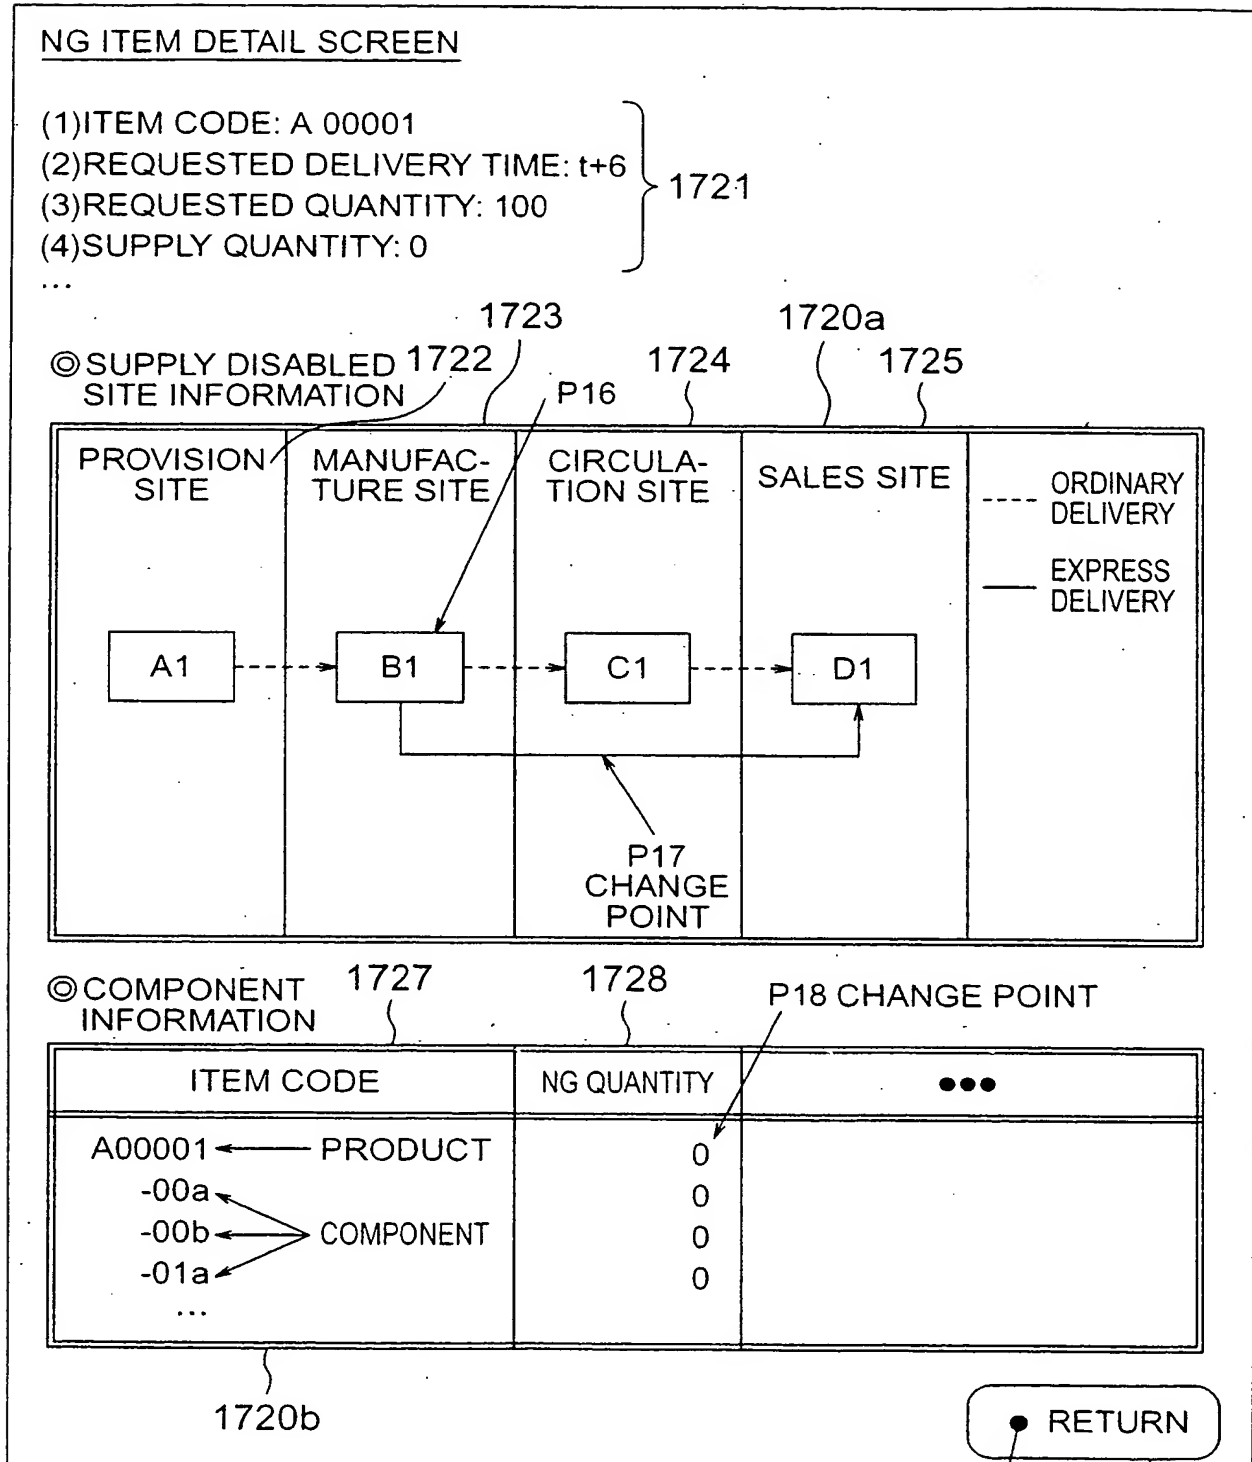 NG ITEM DETAIL SCREEN
(1)ITEM CODE: A 00001
(2)REQUESTED DELIVERY TIME: t+6
(3)REQUESTED QUANTITY: 100
(4)SUPPLY QUANTITY: 0
...
1721
1723
1720a
◎SUPPLY DISABLED
SITE INFORMATION
1722
1724
1725
P16
PROVISION
SITE
MANUFAC-
TURE SITE
CIRCULA-
TION SITE
SALES SITE
ORDINARY
DELIVERY
EXPRESS
DELIVERY
A1
B1
C1
D1
P17
CHANGE
POINT
◎COMPONENT
INFORMATION
1727
1728
P18 CHANGE POINT
ITEM CODE
NG QUANTITY
●●●
A00001
PRODUCT
0
-00a
0
-00b
COMPONENT
0
-01a
0
...
1720b
● RETURN